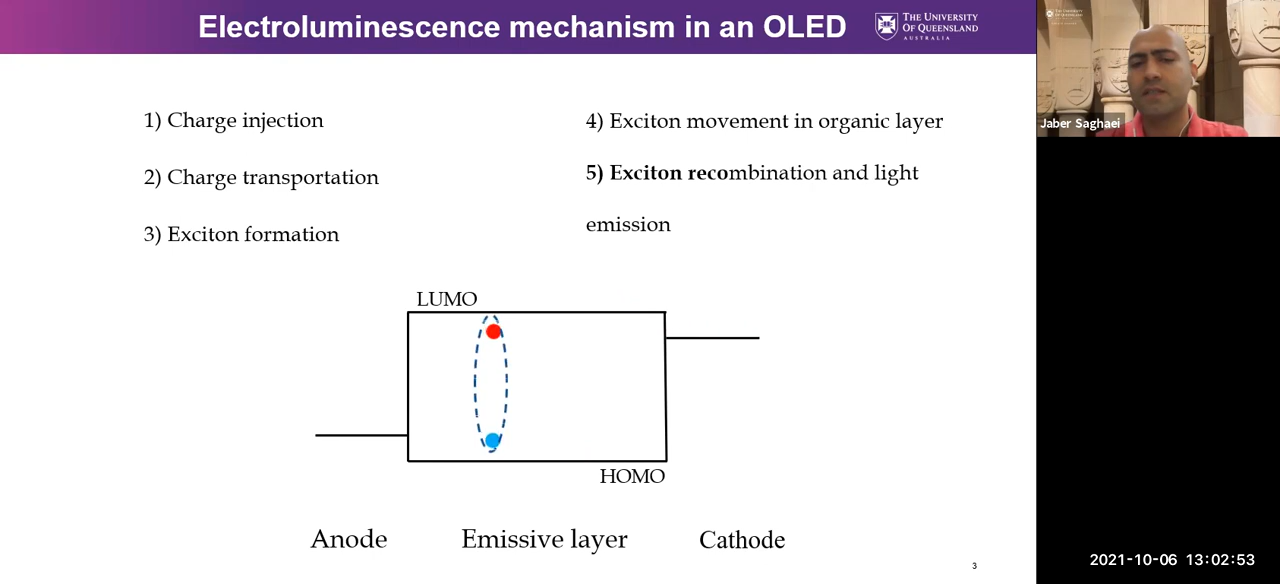 Electroluminescence mechanism in an OLED
THE UNIVERSITY
OF QUEENSLAND
AUSTRALIA
Jaber Saghaei
1) Charge injection
2) Charge transportation
3) Exciton formation
4) Exciton movement in organic layer
5) Exciton recombination and light
emission
LUMO
HOMO
Anode
Emissive layer
Cathode
3
2021-10-06 13:02:53